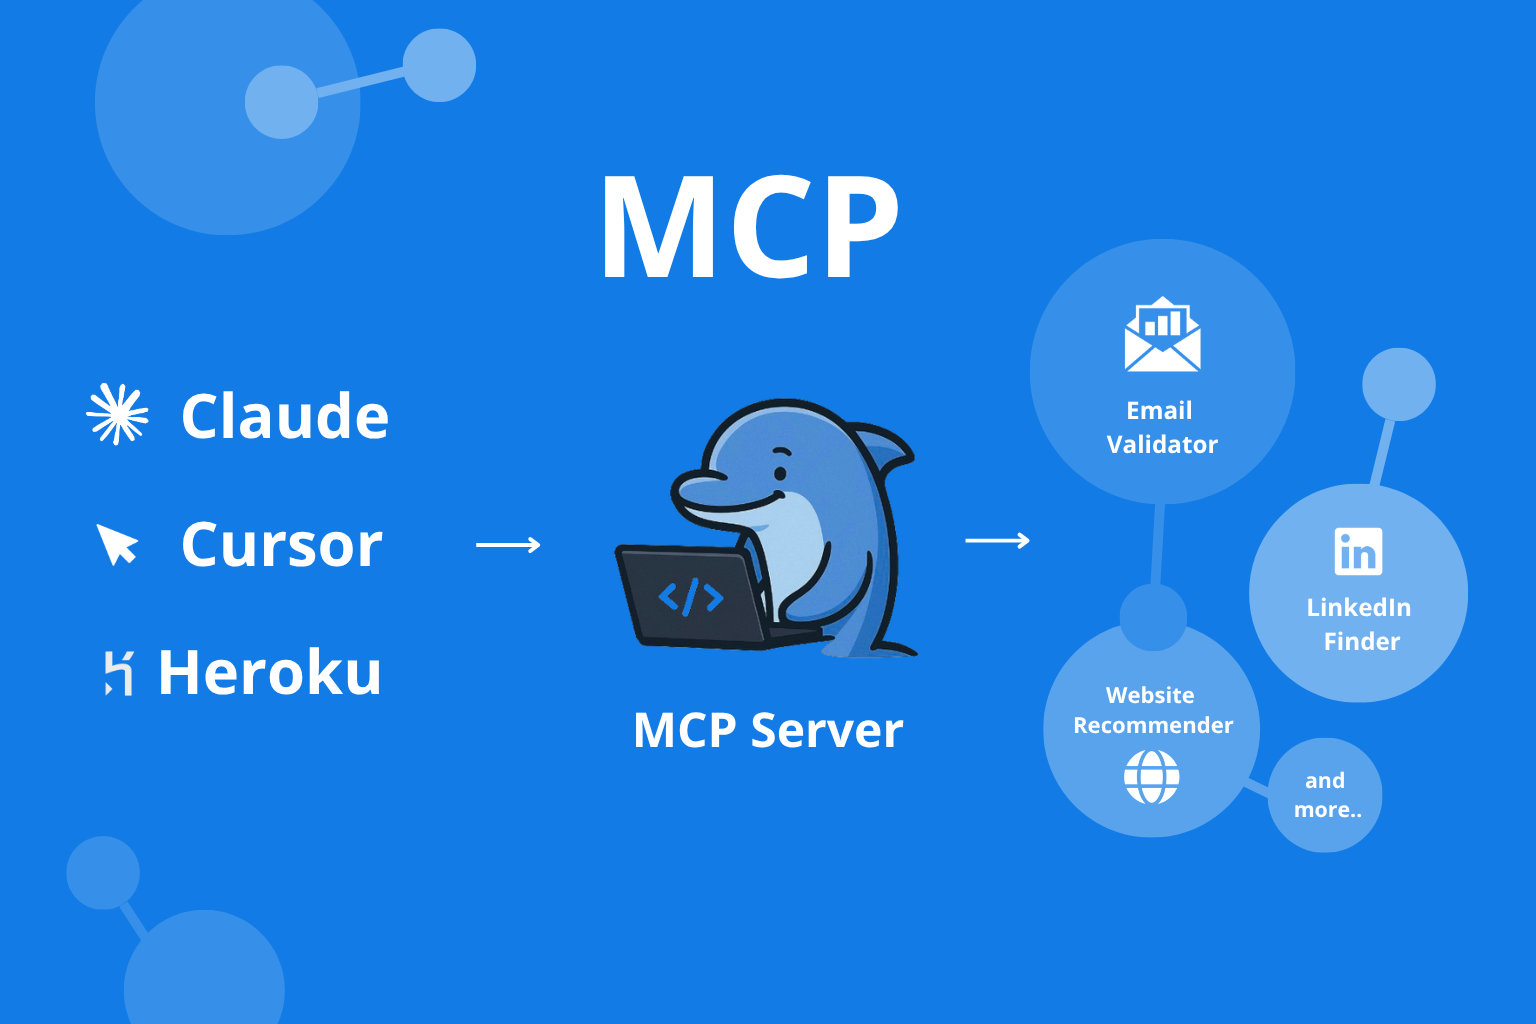 MCP
Claude
Cursor
Heroku
</>
MCP Server
Email
Validator
in
LinkedIn
Finder
Website
Recommender
and
more..